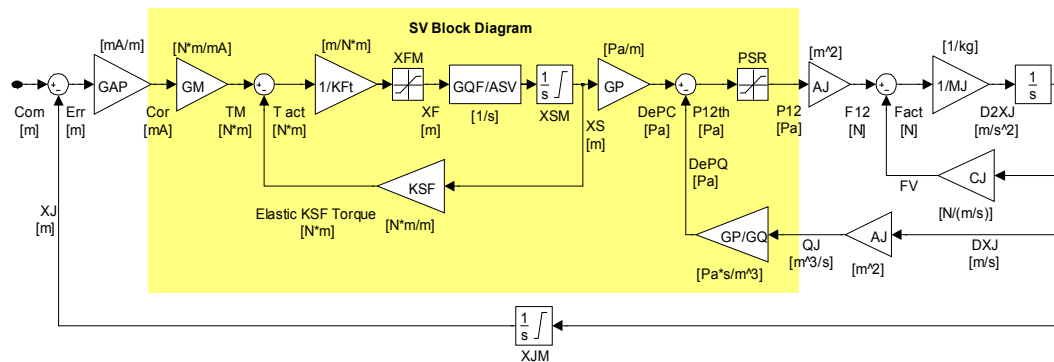 SV Block Diagram
[mA/m]
[N*m/mA]
[m/N*m]
XFM
[Pa/m]
PSR
[m^2]
[1/kg]
GAP
GM
1/KFt
GQF/ASV
1
s
GP
AJ
1/MJ
1
s
Com
[m]
Err
[m]
Cor
[mA]
TM
[N*m]
T act
[N*m]
XF
[m]
[1/s]
XSM
XS
[m]
DePC
[Pa]
P12th
[Pa]
P12
[Pa]
F12
[N]
Fact
[N]
D2XJ
[m/s^2]
DePQ
[Pa]
KSF
CJ
FV
[N/(m/s)]
XJ
[m]
Elastic KSF Torque
[N*m]
[N*m/m]
GP/GQ
QJ
[m^3/s]
AJ
DXJ
[m/s]
[Pa*s/m^3]
[m^2]
1
s
XJM